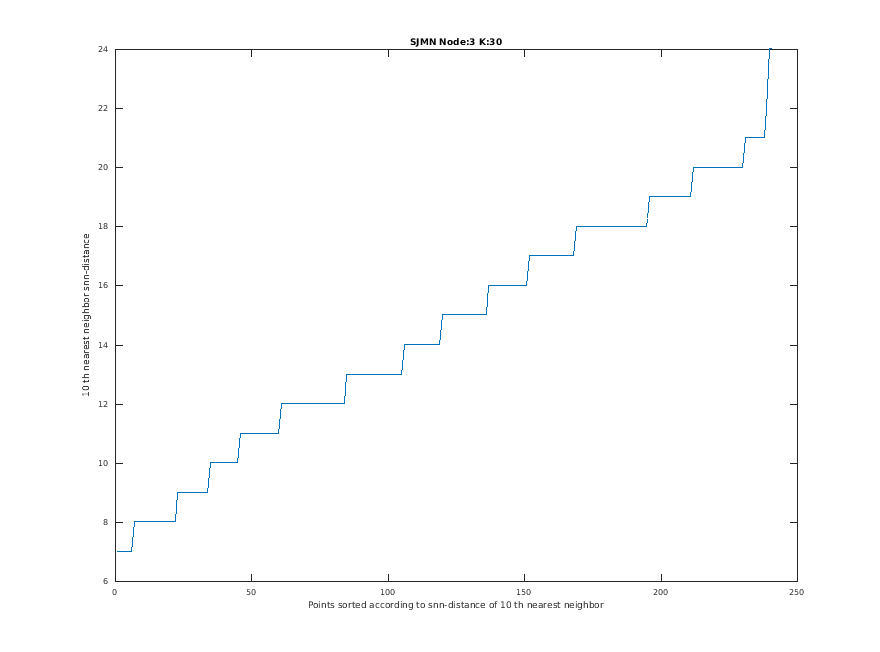 SJMN Node:3 K:30
24
22
20
18
16
14
12
10
8
6
10 th nearest neighbor snn-distance
0 50 100 150 200 250
Points sorted according to snn-distance of 10 th nearest neighbor